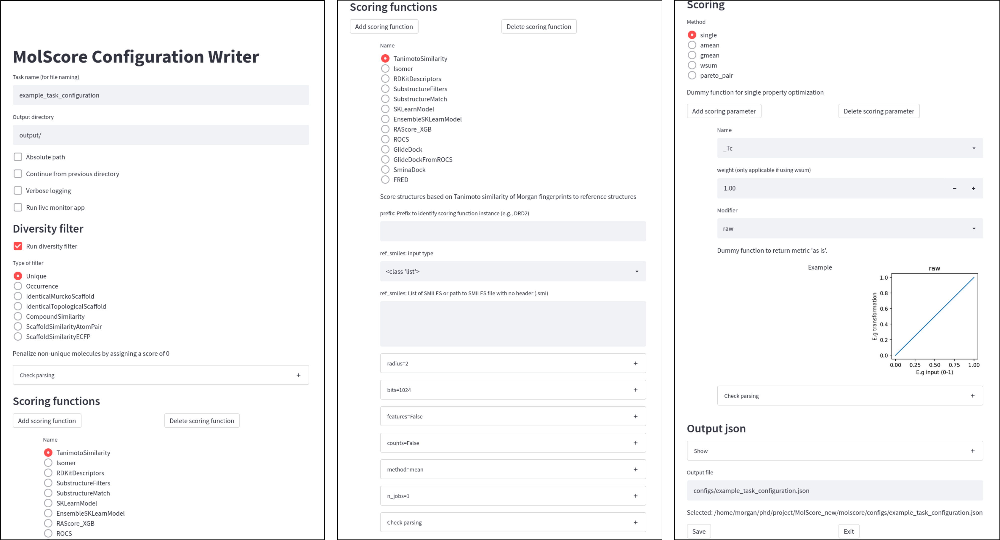 MolScore Configuration Writer
Task name (for file naming)
example_task_configuration
Output directory
output/
Absolute path
Continue from previous directory
Verbose logging
Run live monitor app
Diversity filter
Run diversity filter
Type of filter
Unique
Occurrence
IdenticalMurckoScaffold
IdenticalTopologicalScaffold
CompoundSimilarity
ScaffoldSimilarityAtomPair
ScaffoldSimilarityECFP
Penalize non-unique molecules by assigning a score of 0
Check parsing +
Scoring functions
Add scoring function Delete scoring function
Name
TanimotoSimilarity
Isomer
RDKitDescriptors
SubstructureFilters
SubstructureMatch
SKLearnModel
EnsembleSKLearnModel
RAScore_XGB
ROCS
Scoring functions
Add scoring function Delete scoring function
Name
TanimotoSimilarity
Isomer
RDKitDescriptors
SubstructureFilters
SubstructureMatch
SKLearnModel
EnsembleSKLearnModel
RAScore_XGB
ROCS
GlideDock
GlideDockFromROCS
SminaDock
FRED
Score structures based on Tanimoto similarity of Morgan fingerprints to reference structures
prefix: Prefix to identify scoring function instance (e.g., DRD2)
ref_smiles: input type
<class 'list'>
ref_smiles: List of SMILES or path to SMILES file with no header (.smi)
radius=2 +
bits=1024 +
features=False +
counts=False +
method=mean +
n_jobs=1 +
Check parsing +
Scoring
Method
single
amean
gmean
wsum
pareto_pair
Dummy function for single property optimization
Add scoring parameter Delete scoring parameter
Name
_Tc
weight (only applicable if using wsum)
1.00 − +
Modifier
raw
Dummy function to return metric 'as is'.
Example
raw
E.g transformation
1.0
0.8
0.6
0.4
0.2
0.0
0.00 0.25 0.50 0.75 1.00
E.g input (0-1)
Check parsing +
Output json
Show +
Output file
configs/example_task_configuration.json
Selected: /home/morgan/phd/project/MolScore_new/molscore/configs/example_task_configuration.json
Save Exit